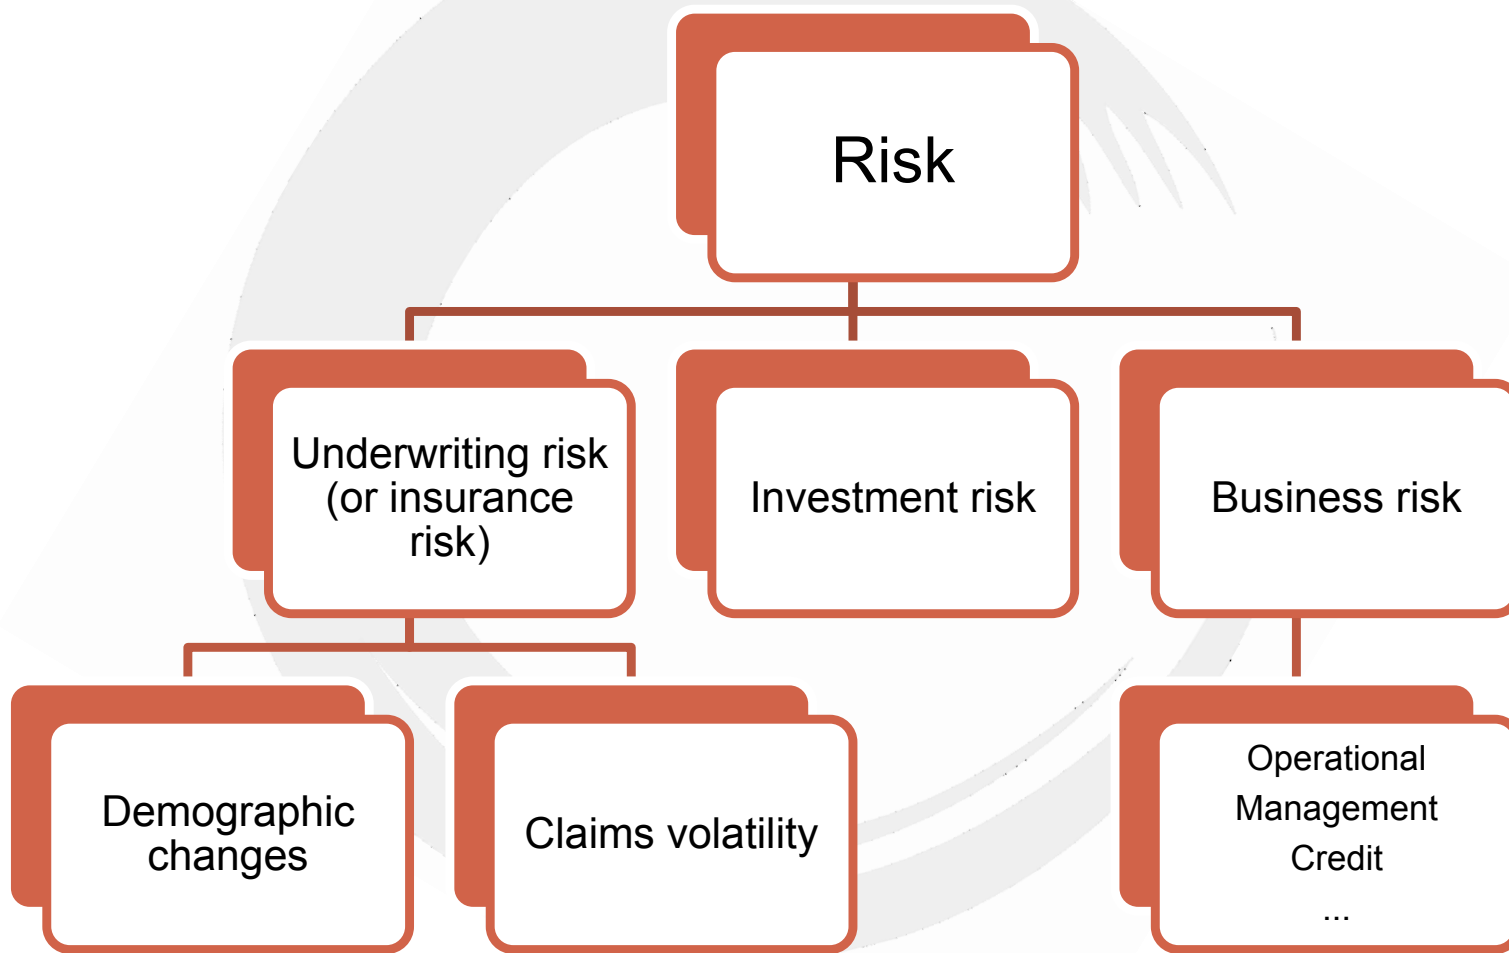 Risk
Underwriting risk
(or insurance
risk)
Investment risk
Business risk
Demographic
changes
Claims volatility
Operational
Management
Credit
...